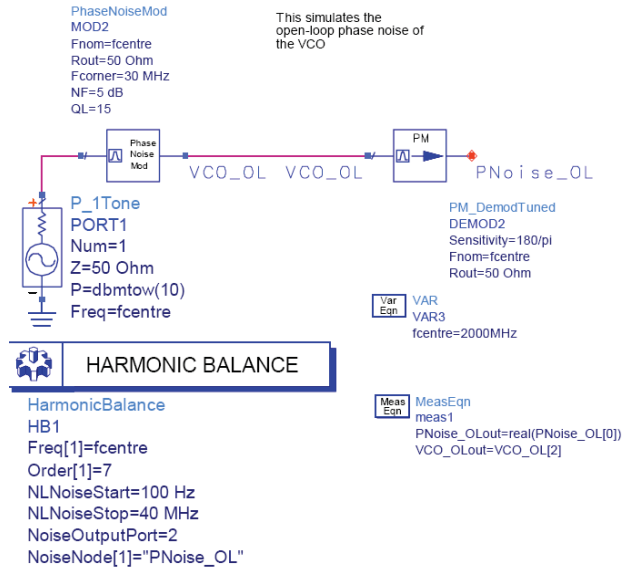 PhaseNoiseMod
MOD2
Fnom=fcentre
Rout=50 Ohm
Fcorner=30 MHz
NF=5 dB
QL=15
This simulates the
open-loop phase noise of
the VCO
Phase
Noise
Mod
VCO_OL
VCO_OL
PM
PNoise_OL
P_1Tone
PORT1
Num=1
Z=50 Ohm
P=dbmtow(10)
Freq=fcentre
PM_DemodTuned
DEMOD2
Sensitivity=180/pi
Fnom=fcentre
Rout=50 Ohm
Var
Eqn
VAR
VAR3
fcentre=2000MHz
HARMONIC BALANCE
HarmonicBalance
HB1
Freq[1]=fcentre
Order[1]=7
NLNoiseStart=100 Hz
NLNoiseStop=40 MHz
NoiseOutputPort=2
NoiseNode[1]="PNoise_OL"
Meas
Eqn
MeasEqn
meas1
PNoise_OLout=real(PNoise_OL[0])
VCO_OLout=VCO_OL[2]